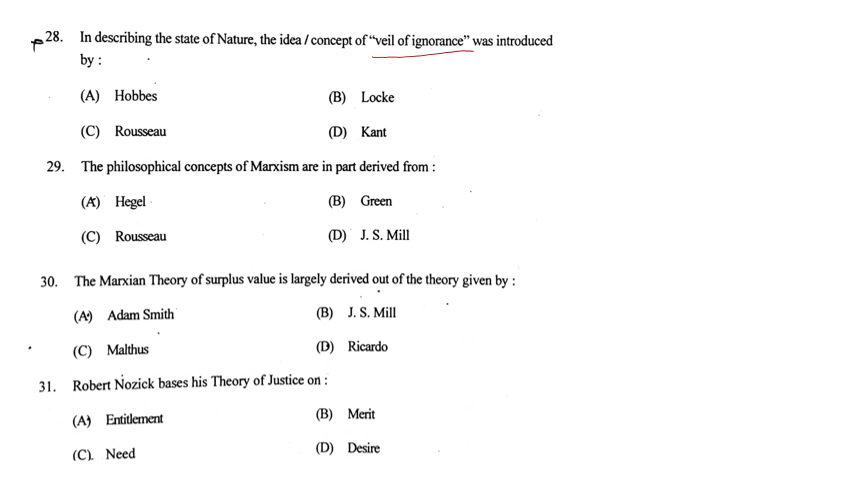 28. In describing the state of Nature, the idea / concept of “veil of ignorance” was introduced
by :
(A) Hobbes (B) Locke
(C) Rousseau (D) Kant
29. The philosophical concepts of Marxism are in part derived from :
(A) Hegel (B) Green
(C) Rousseau (D) J. S. Mill
30. The Marxian Theory of surplus value is largely derived out of the theory given by :
(A) Adam Smith (B) J. S. Mill
(C) Malthus (D) Ricardo
31. Robert Nozick bases his Theory of Justice on :
(A) Entitlement (B) Merit
(C). Need (D) Desire